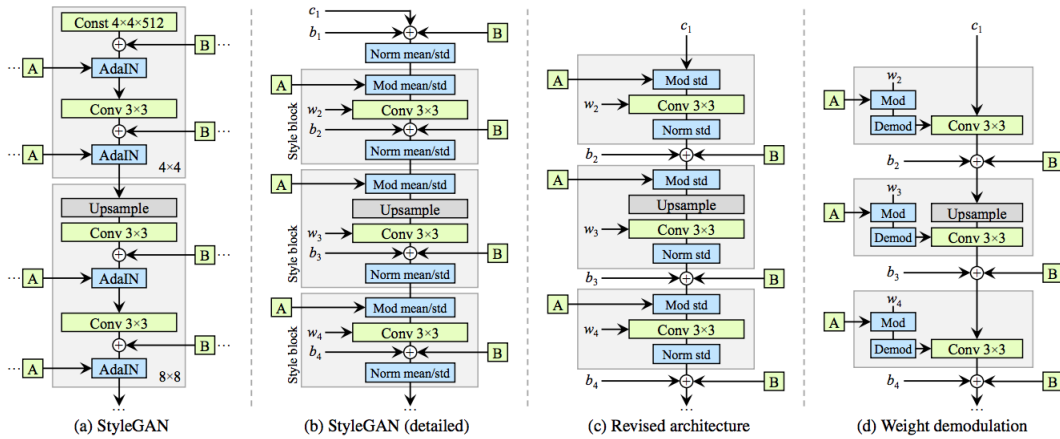 Const 4×4×512
B ...
... A
AdaIN
Conv 3×3
B ...
... A
AdaIN
4×4
Upsample
Conv 3×3
B ...
... A
AdaIN
Conv 3×3
B ...
... A
AdaIN
8×8
...
(a) StyleGAN
c1
b1
B
Norm mean/std
A
Mod mean/std
w2
Conv 3×3
b2
B
Norm mean/std
Style block
A
Mod mean/std
Upsample
w3
Conv 3×3
b3
B
Norm mean/std
Style block
A
Mod mean/std
w4
Conv 3×3
b4
B
Norm mean/std
Style block
...
(b) StyleGAN (detailed)
c1
A
Mod std
w2
Conv 3×3
Norm std
b2
B
A
Mod std
Upsample
w3
Conv 3×3
Norm std
b3
B
A
Mod std
w4
Conv 3×3
Norm std
b4
B
...
(c) Revised architecture
c1
w2
A
Mod
Demod
Conv 3×3
b2
B
w3
A
Mod
Upsample
Demod
Conv 3×3
b3
B
w4
A
Mod
Demod
Conv 3×3
b4
B
...
(d) Weight demodulation